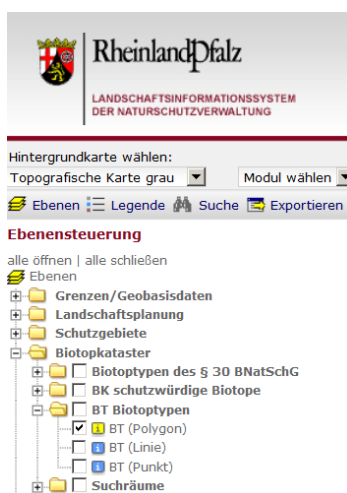 RheinlandPfalz
LANDSCHAFTSINFORMATIONSSYSTEM
DER NATURSCHUTZVERWALTUNG
Hintergrundkarte wählen:
Topografische Karte grau Modul wählen
Ebenen Legende Suche Exportieren
Ebenensteuerung
alle öffnen | alle schließen
Ebenen
Grenzen/Geobasisdaten
Landschaftsplanung
Schutzgebiete
Biotopkataster
Biotoptypen des § 30 BNatSchG
BK schutzwürdige Biotope
BT Biotoptypen
BT (Polygon)
BT (Linie)
BT (Punkt)
Suchräume